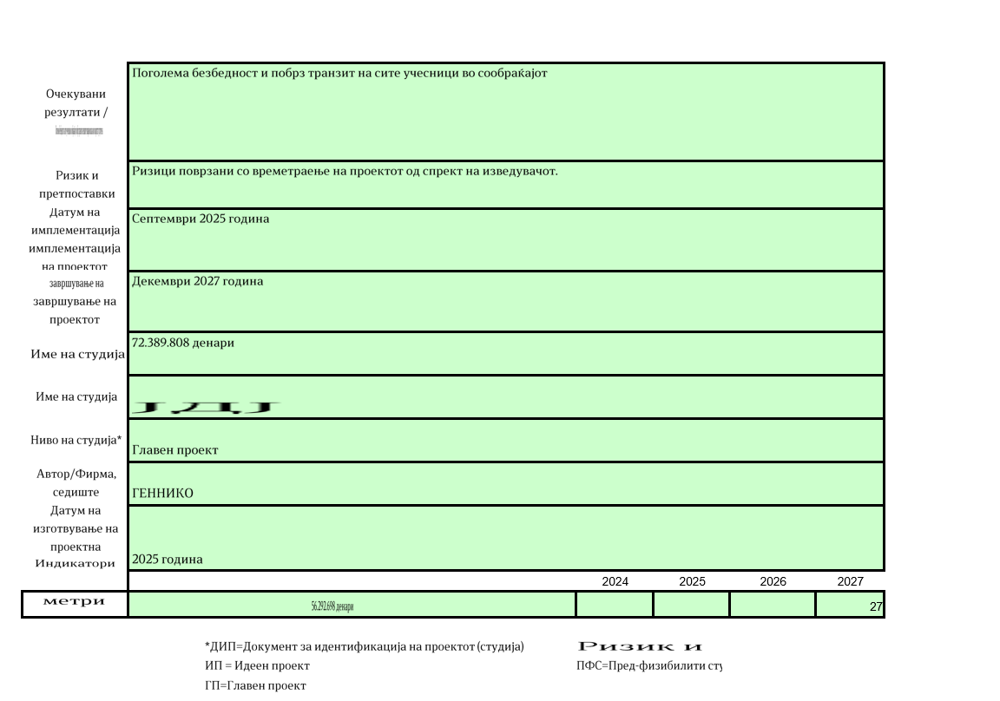 Поголема безбедност и побрз транзит на сите учесници во сообраќајот
Очекувани
резултати /
Ризици поврзани со времетраење на проектот од спрект на изведувачот.
Ризик и
претпоставки
Датум на
имплементација
Септември 2025 година
имплементација
на проектот
Декември 2027 година
завршување на
завршување на
проектот
72.389.808 денари
Име на студија
Име на студија
ЈДЈ
Ниво на студија*
Главен проект
Автор/Фирма,
седиште
ГЕННИКО
Датум на
изготвување на
проектна
2025 година
Индикатори
2024 2025 2026 2027
метри 56.292.698 денари 27
*ДИП=Документ за идентификација на проектот (студија) Ризик и
ИП = Идеен проект ПФС=Пред-физибилити сту
ГП=Главен проект